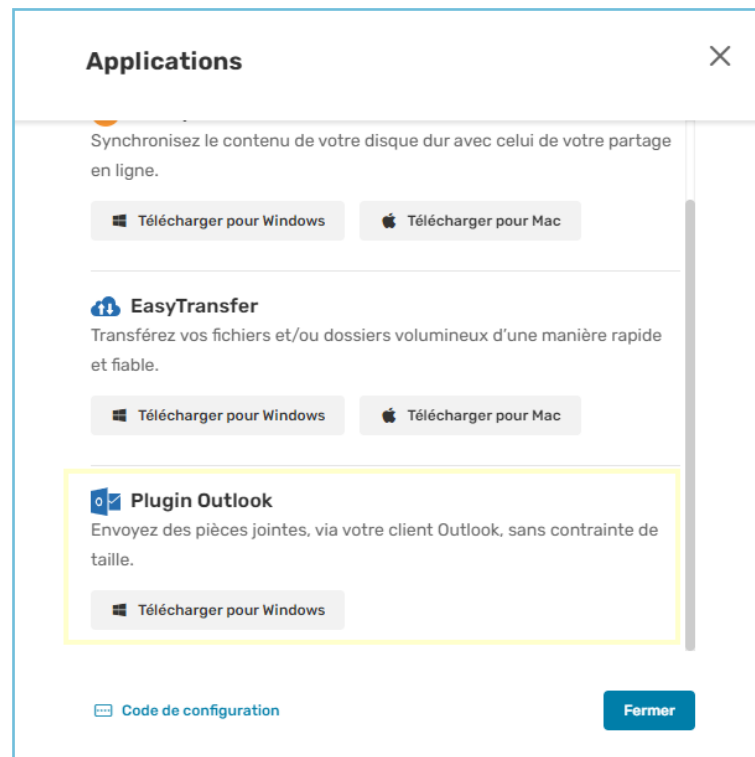 Applications
Synchronisez le contenu de votre disque dur avec celui de votre partage
en ligne.
Télécharger pour Windows
Télécharger pour Mac
EasyTransfer
Transférez vos fichiers et/ou dossiers volumineux d'une manière rapide
et fiable.
Télécharger pour Windows
Télécharger pour Mac
Plugin Outlook
Envoyez des pièces jointes, via votre client Outlook, sans contrainte de
taille.
Télécharger pour Windows
Code de configuration
Fermer